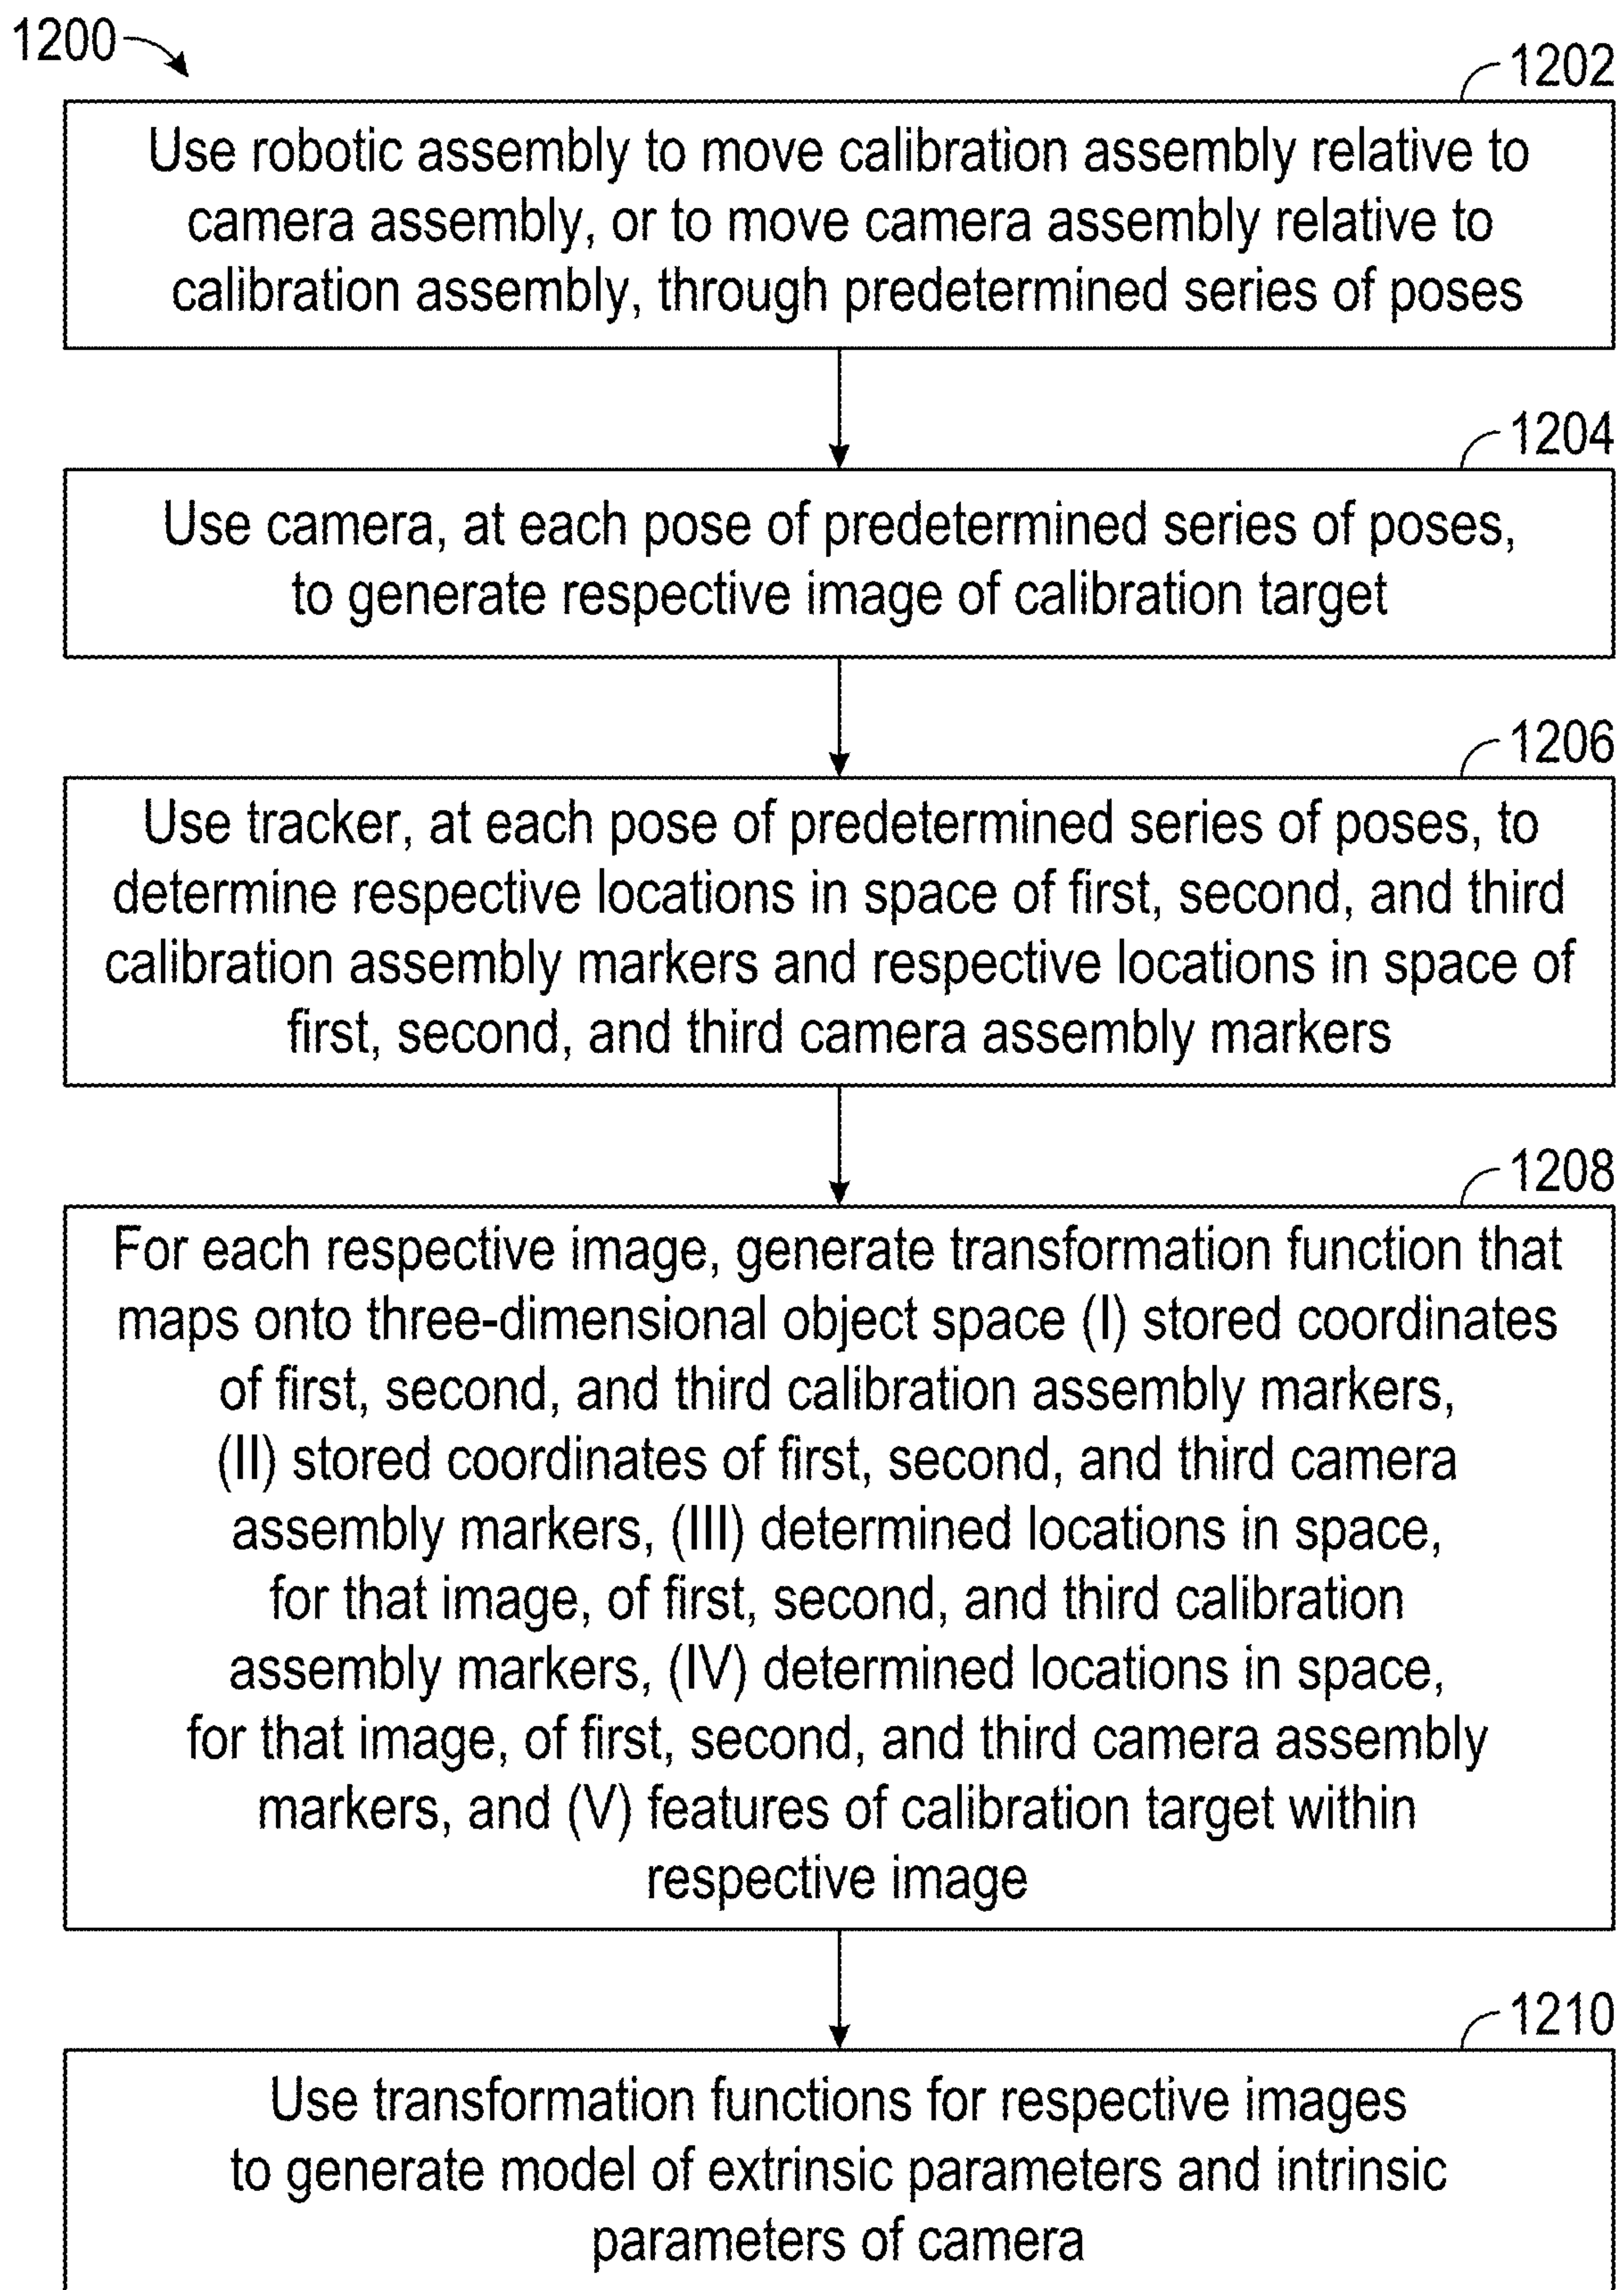 1200
1202
Use robotic assembly to move calibration assembly relative to
camera assembly, or to move camera assembly relative to
calibration assembly, through predetermined series of poses
1204
Use camera, at each pose of predetermined series of poses,
to generate respective image of calibration target
1206
Use tracker, at each pose of predetermined series of poses, to
determine respective locations in space of first, second, and third
calibration assembly markers and respective locations in space of
first, second, and third camera assembly markers
1208
For each respective image, generate transformation function that
maps onto three-dimensional object space (I) stored coordinates
of first, second, and third calibration assembly markers,
(II) stored coordinates of first, second, and third camera
assembly markers, (III) determined locations in space,
for that image, of first, second, and third calibration
assembly markers, (IV) determined locations in space,
for that image, of first, second, and third camera assembly
markers, and (V) features of calibration target within
respective image
1210
Use transformation functions for respective images
to generate model of extrinsic parameters and intrinsic
parameters of camera